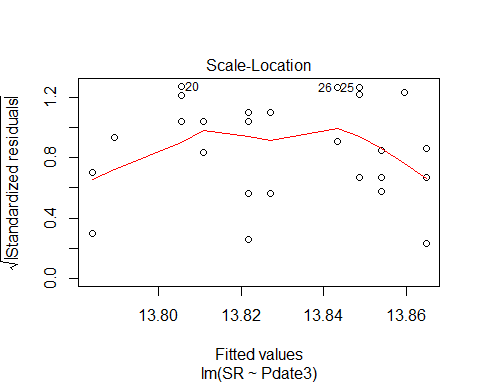 Scale-Location
√|Standardized residuals|
1.2
0.8
0.4
0.0
20
26
25
13.80
13.82
13.84
13.86
Fitted values
lm(SR ~ Pdate3)